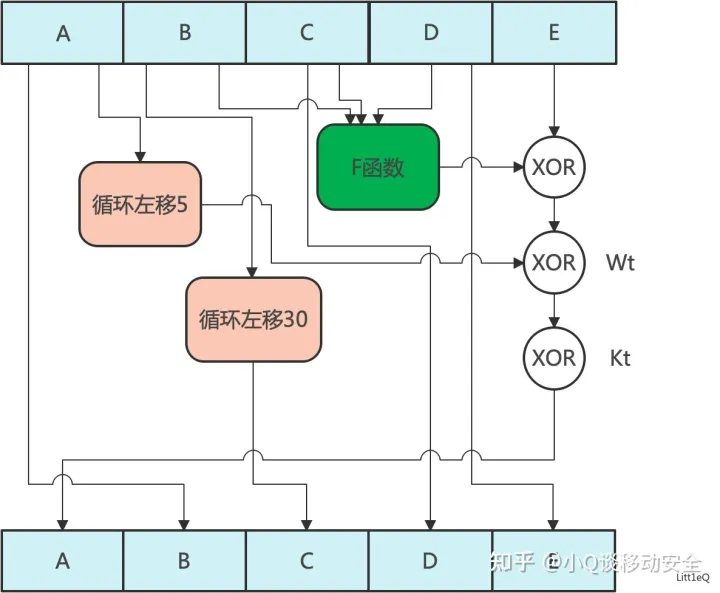 A B C D E
F函数
XOR
循环左移5
XOR Wt
循环左移30
XOR Kt
A B C D E
知乎 @小Q谈移动安全
Litt1eQ